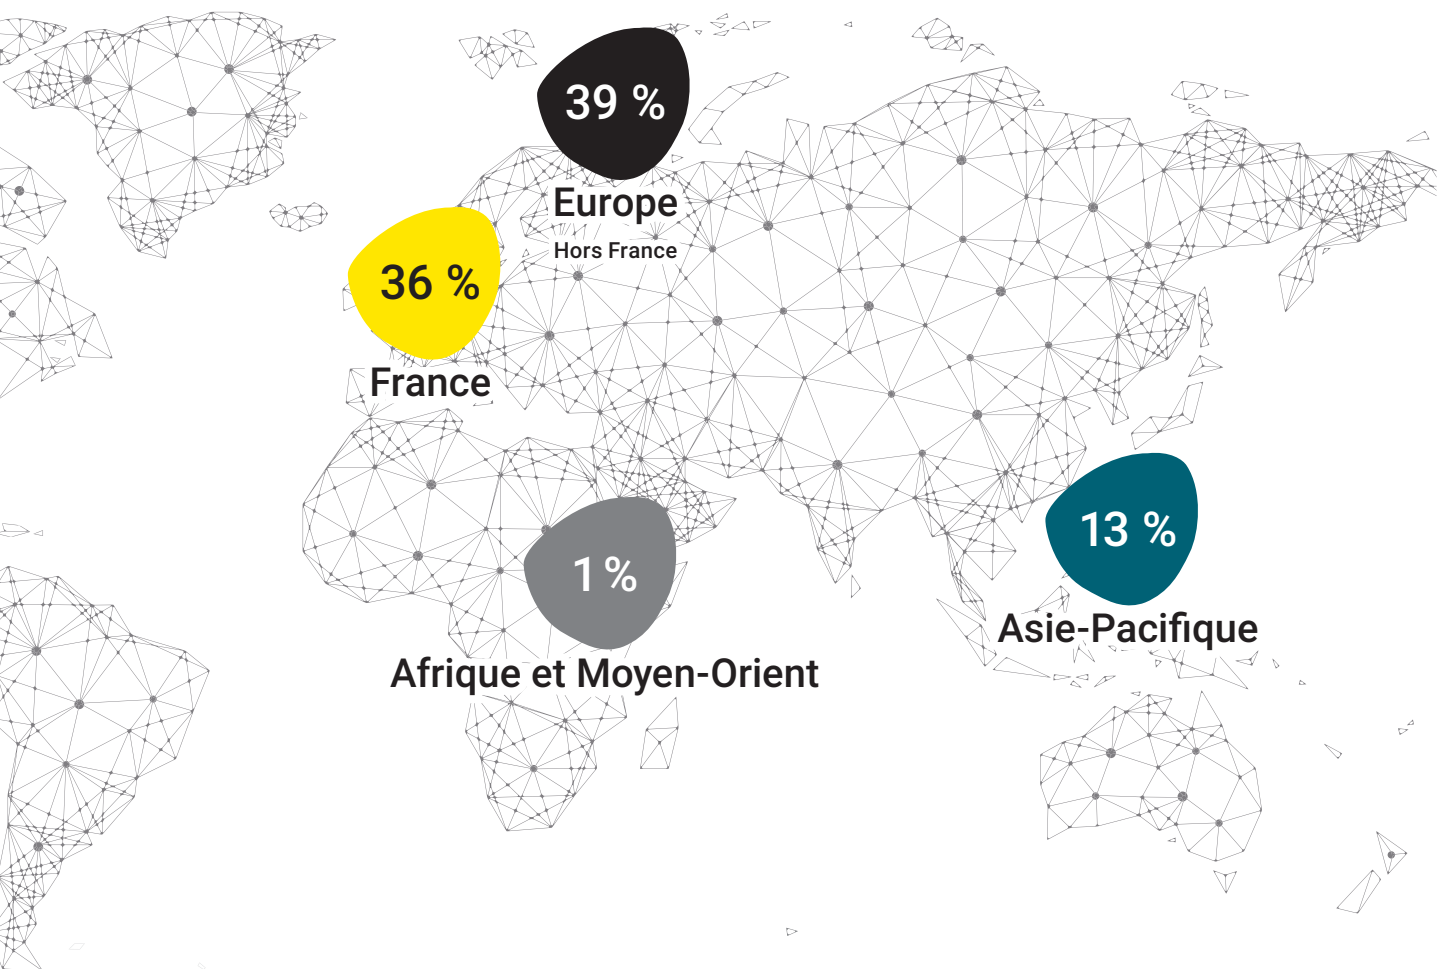 39 %
Europe
Hors France
36 %
France
13 %
Asie-Pacifique
1 %
Afrique et Moyen-Orient